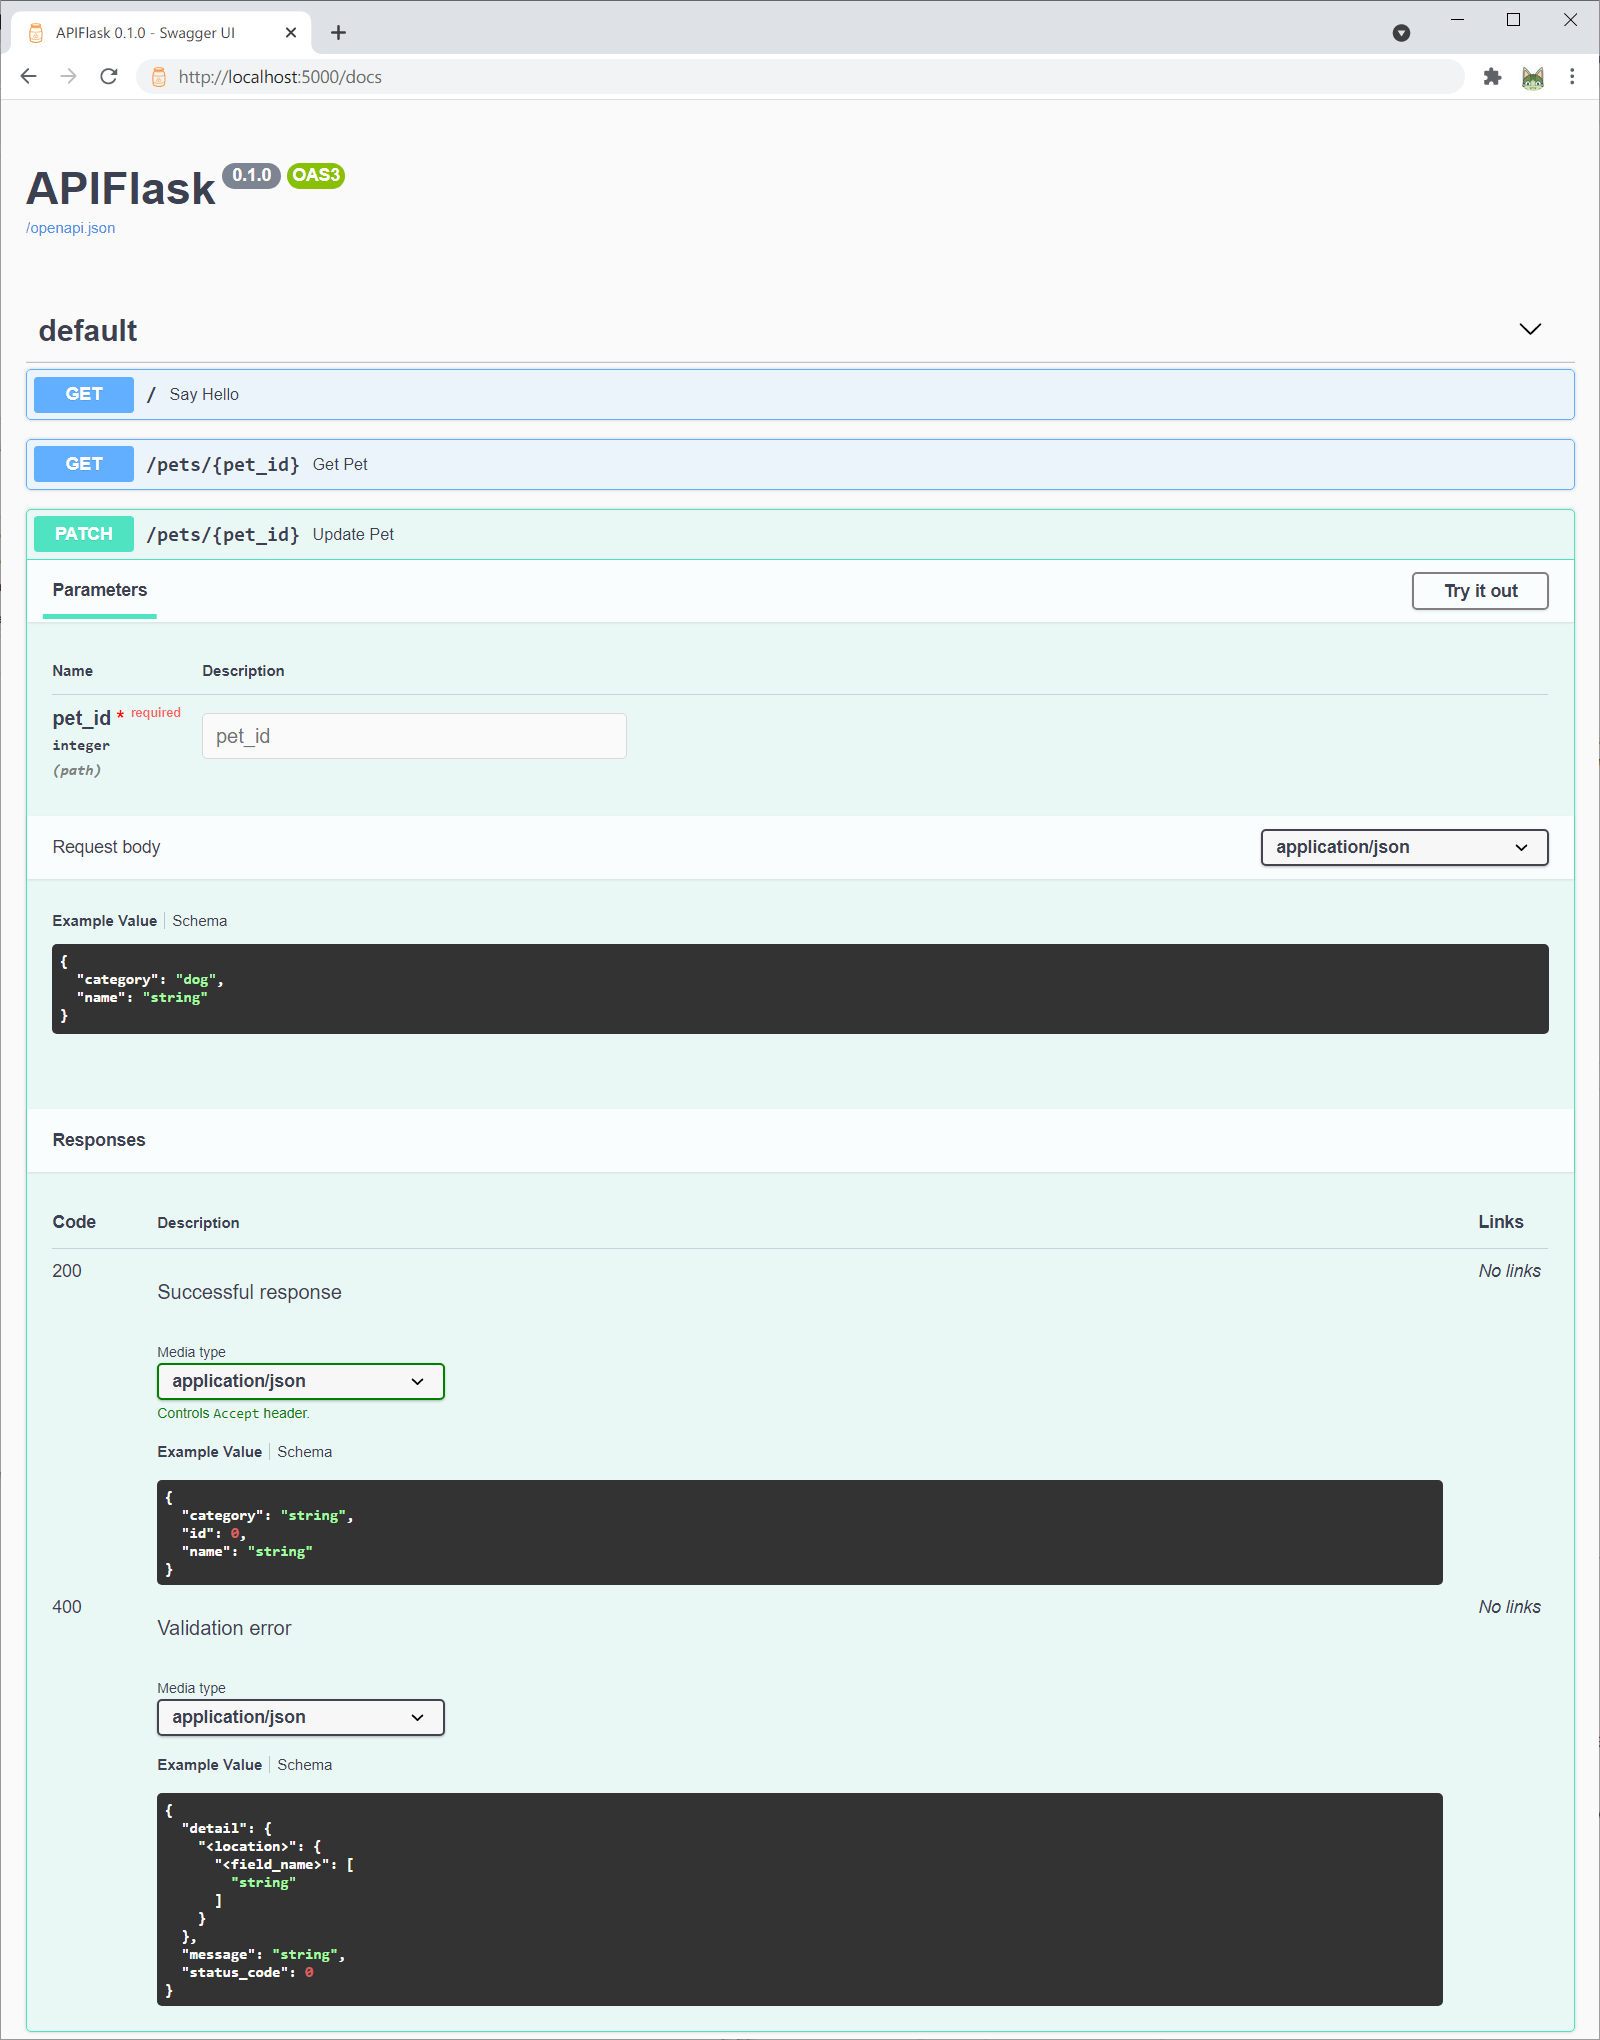 APIFlask 0.1.0 - Swagger UI
http://localhost:5000/docs
APIFlask 0.1.0 OAS3
/openapi.json
default
GET / Say Hello
GET /pets/{pet_id} Get Pet
PATCH /pets/{pet_id} Update Pet
Parameters Try it out
Name Description
pet_id * required
integer
(path)
pet_id
Request body application/json
Example Value Schema
{
  "category": "dog",
  "name": "string"
}
Responses
Code Description Links
200 No links
Successful response
Media type
application/json
Controls Accept header.
Example Value Schema
{
  "category": "string",
  "id": 0,
  "name": "string"
}
400 No links
Validation error
Media type
application/json
Example Value Schema
{
  "detail": {
    "<location>": {
      "<field_name>": [
        "string"
      ]
    }
  },
  "message": "string",
  "status_code": 0
}